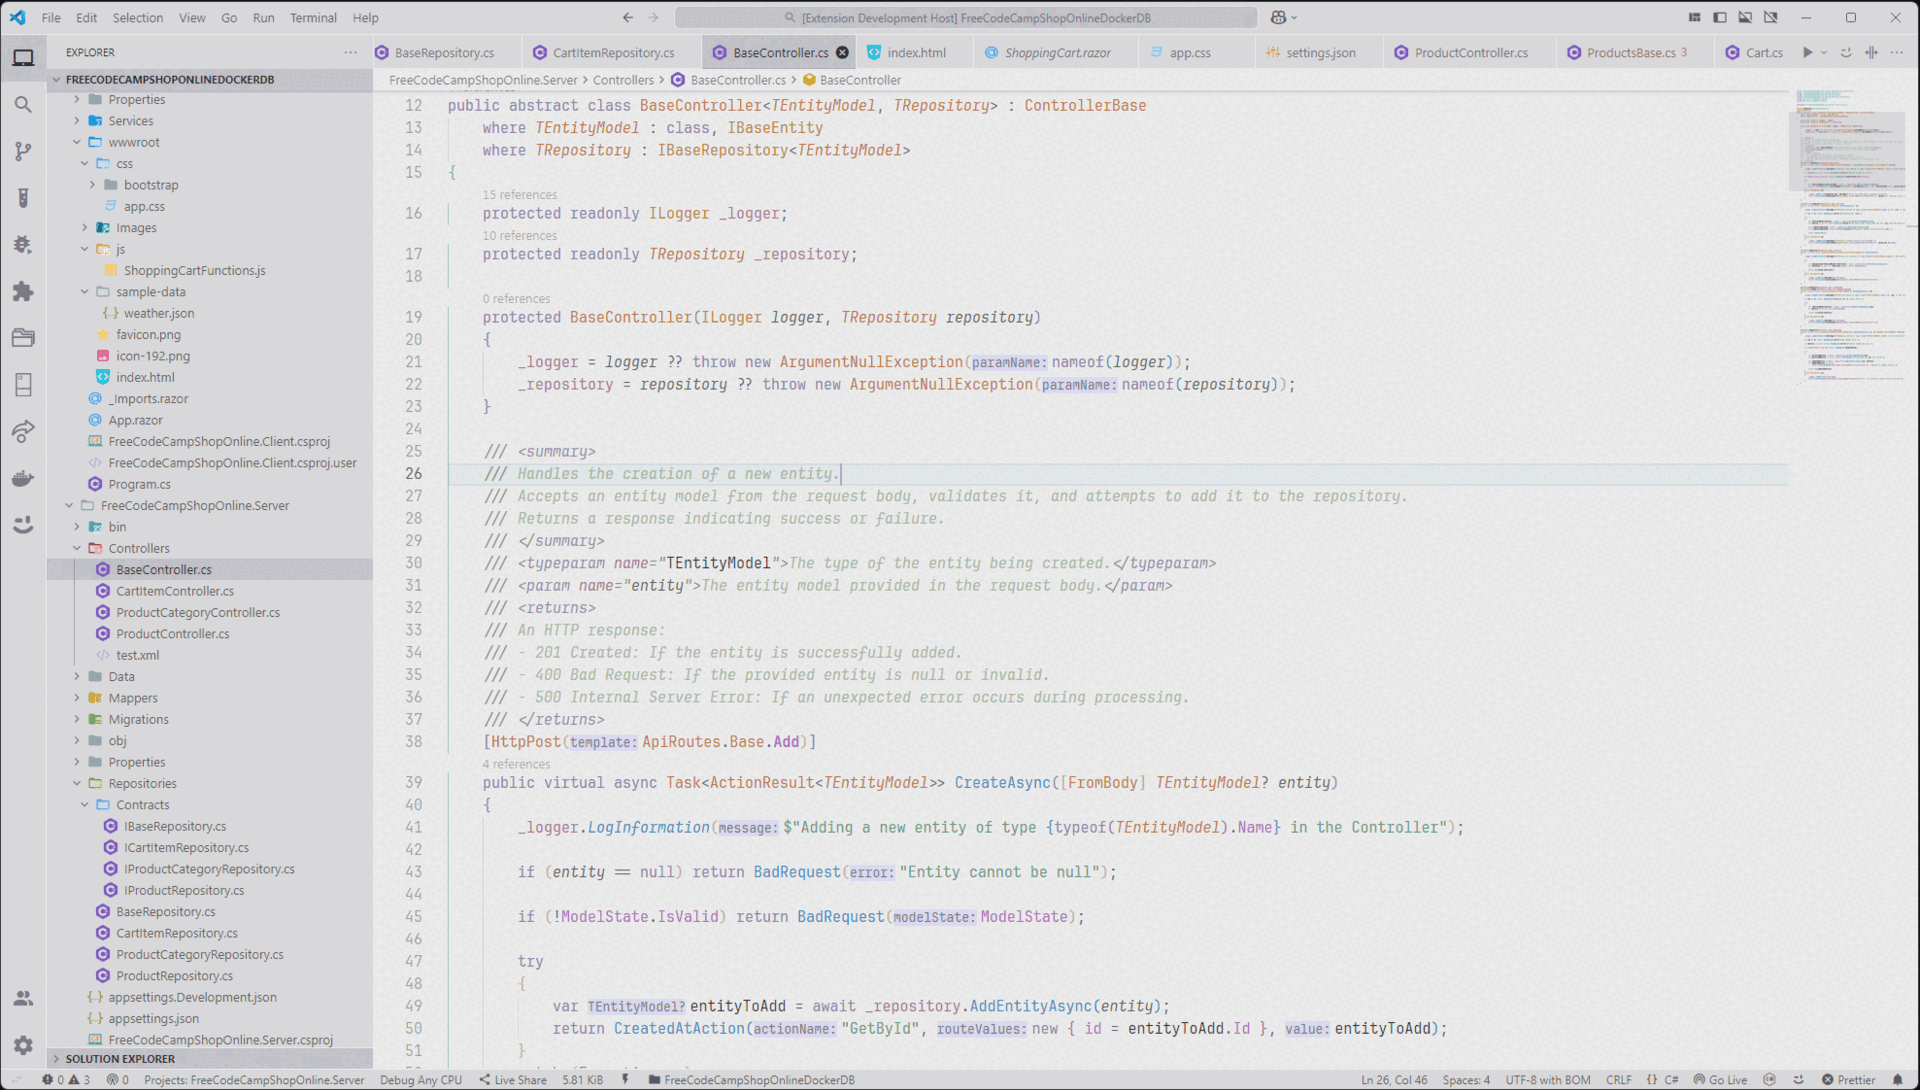 File Edit Selection View Go Run Terminal Help
[Extension Development Host] FreeCodeCampShopOnlineDockerDB
EXPLORER
BaseRepository.cs CartItemRepository.cs BaseController.cs index.html ShoppingCart.razor app.css settings.json ProductController.cs ProductsBase.cs 3 Cart.cs
FREECODECAMPSHOPONLINEDOCKERDB
Properties
Services
wwwroot
css
bootstrap
app.css
Images
js
ShoppingCartFunctions.js
sample-data
weather.json
favicon.png
icon-192.png
index.html
_Imports.razor
App.razor
FreeCodeCampShopOnline.Client.csproj
FreeCodeCampShopOnline.Client.csproj.user
Program.cs
FreeCodeCampShopOnline.Server
bin
Controllers
BaseController.cs
CartItemController.cs
ProductCategoryController.cs
ProductController.cs
test.xml
Data
Mappers
Migrations
obj
Properties
Repositories
Contracts
IBaseRepository.cs
ICartItemRepository.cs
IProductCategoryRepository.cs
IProductRepository.cs
BaseRepository.cs
CartItemRepository.cs
ProductCategoryRepository.cs
ProductRepository.cs
appsettings.Development.json
appsettings.json
FreeCodeCampShopOnline.Server.csproj
SOLUTION EXPLORER
FreeCodeCampShopOnline.Server > Controllers > BaseController.cs > BaseController
12 public abstract class BaseController<TEntityModel, TRepository> : ControllerBase
13 where TEntityModel : class, IBaseEntity
14 where TRepository : IBaseRepository<TEntityModel>
15 {
15 references
16 protected readonly ILogger _logger;
10 references
17 protected readonly TRepository _repository;
18
0 references
19 protected BaseController(ILogger logger, TRepository repository)
20 {
21 _logger = logger ?? throw new ArgumentNullException(paramName: nameof(logger));
22 _repository = repository ?? throw new ArgumentNullException(paramName: nameof(repository));
23 }
24
25 /// <summary>
26 /// Handles the creation of a new entity.
27 /// Accepts an entity model from the request body, validates it, and attempts to add it to the repository.
28 /// Returns a response indicating success or failure.
29 /// </summary>
30 /// <typeparam name="TEntityModel">The type of the entity being created.</typeparam>
31 /// <param name="entity">The entity model provided in the request body.</param>
32 /// <returns>
33 /// An HTTP response:
34 /// - 201 Created: If the entity is successfully added.
35 /// - 400 Bad Request: If the provided entity is null or invalid.
36 /// - 500 Internal Server Error: If an unexpected error occurs during processing.
37 /// </returns>
38 [HttpPost(template: ApiRoutes.Base.Add)]
4 references
39 public virtual async Task<ActionResult<TEntityModel>> CreateAsync([FromBody] TEntityModel? entity)
40 {
41 _logger.LogInformation(message: $"Adding a new entity of type {typeof(TEntityModel).Name} in the Controller");
42
43 if (entity == null) return BadRequest(error: "Entity cannot be null");
44
45 if (!ModelState.IsValid) return BadRequest(modelState: ModelState);
46
47 try
48 {
49 var TEntityModel? entityToAdd = await _repository.AddEntityAsync(entity);
50 return CreatedAtAction(actionName: "GetById", routeValues: new { id = entityToAdd.Id }, value: entityToAdd);
51 }
0 3 0 Projects: FreeCodeCampShopOnline.Server Debug Any CPU Live Share 5.81 KiB FreeCodeCampShopOnlineDockerDB Ln 26, Col 46 Spaces: 4 UTF-8 with BOM CRLF {} C# Go Live Prettier